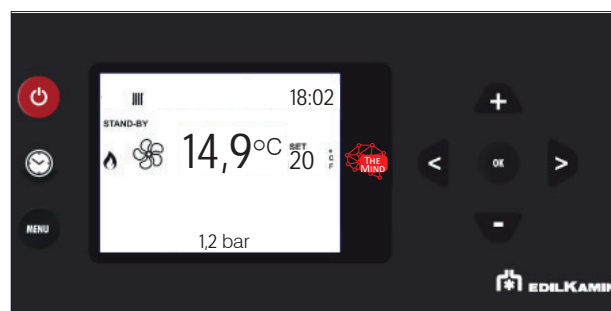 18:02
STAND-BY
14,9°C
SET
20
°C
°F
THE
MIND
1,2 bar
MENU
+
<
OK
>
-
EDILKAMIN